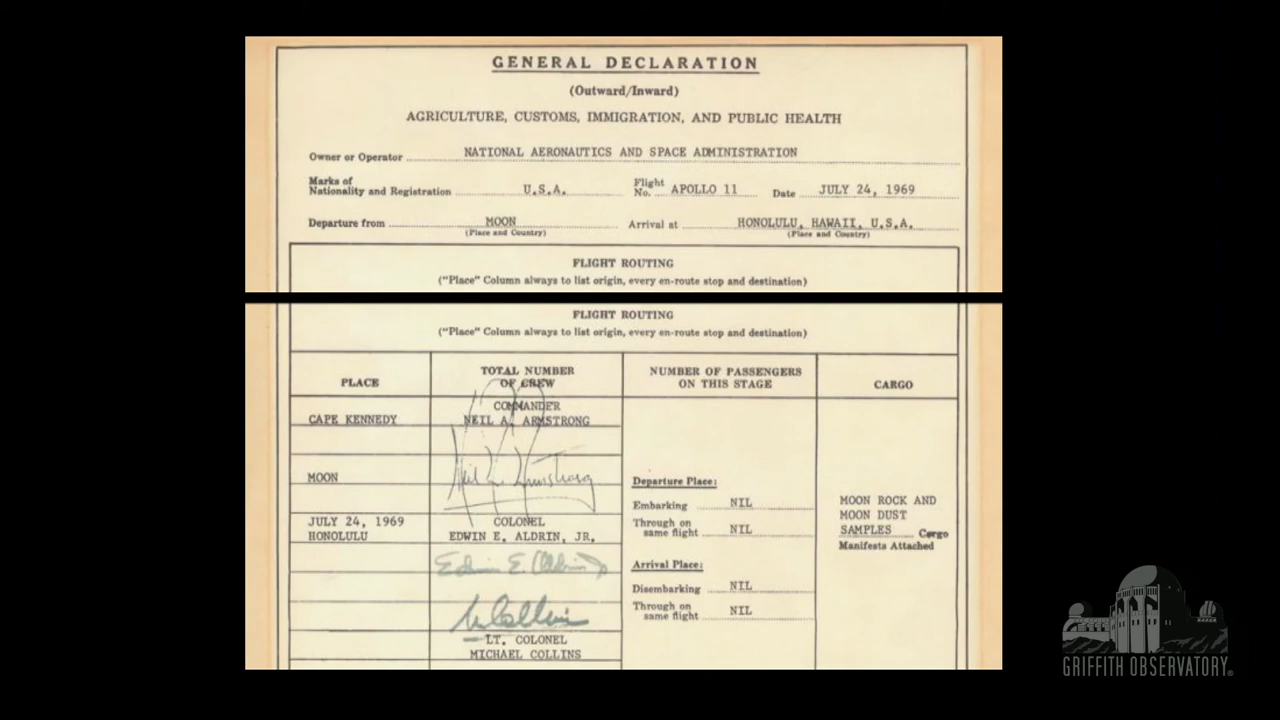 GENERAL DECLARATION
(Outward/Inward)
AGRICULTURE, CUSTOMS, IMMIGRATION, AND PUBLIC HEALTH
Owner or Operator NATIONAL AERONAUTICS AND SPACE ADMINISTRATION
Marks of
Nationality and Registration U.S.A. Flight
No. APOLLO 11 Date JULY 24, 1969
Departure from MOON Arrival at HONOLULU, HAWAII, U.S.A.
(Place and Country) (Place and Country)
FLIGHT ROUTING
("Place" Column always to list origin, every en-route stop and destination)
FLIGHT ROUTING
("Place" Column always to list origin, every en-route stop and destination)
PLACE
TOTAL NUMBER
OF CREW
NUMBER OF PASSENGERS
ON THIS STAGE
CARGO
CAPE KENNEDY
MOON
JULY 24, 1969
HONOLULU
COMMANDER
NEIL A. ARMSTRONG
Neil A. Armstrong
COLONEL
EDWIN E. ALDRIN, JR.
Edwin E. Aldrin Jr
M Collins
LT. COLONEL
MICHAEL COLLINS
Departure Place:
Embarking NIL
Through on
same flight NIL
Arrival Place:
Disembarking NIL
Through on
same flight NIL
MOON ROCK AND
MOON DUST
SAMPLES Cargo
Manifests Attached
GRIFFITH OBSERVATORY®